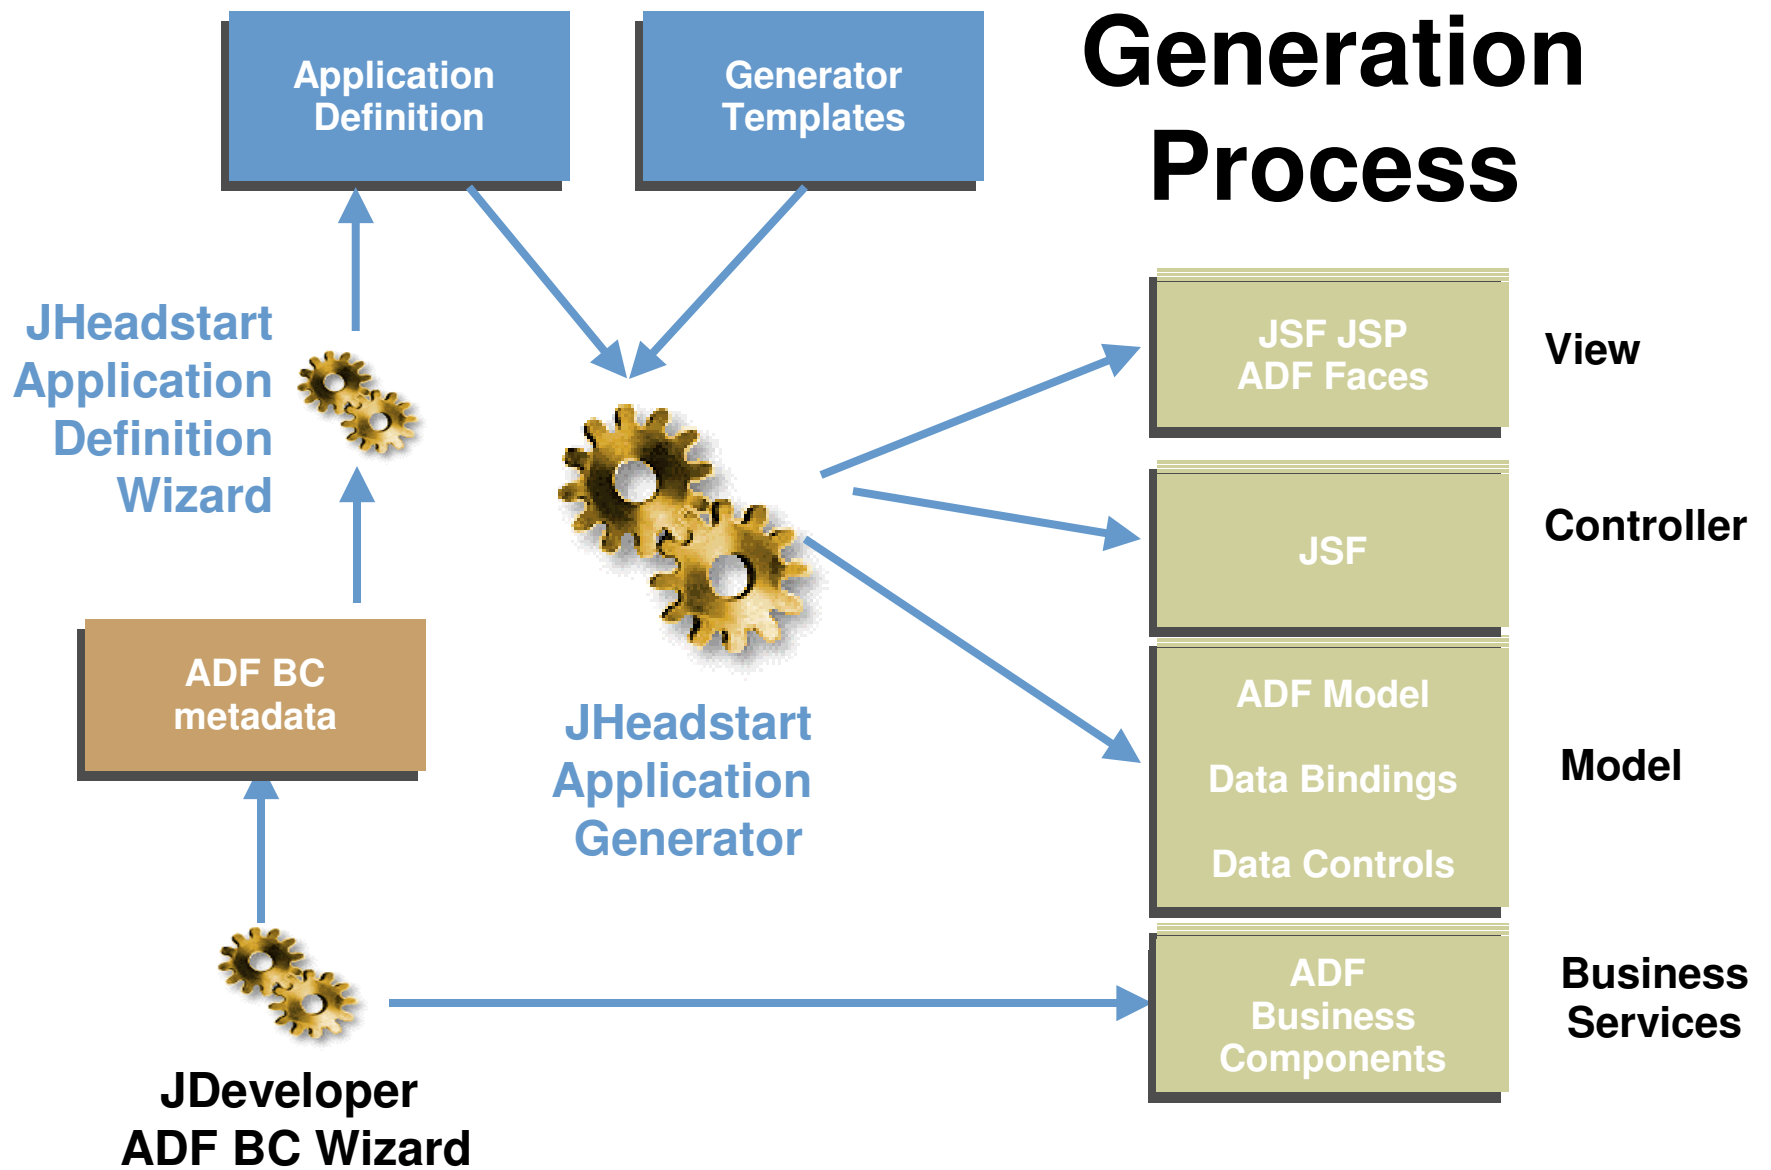 Generation
Process
Application
Definition
Generator
Templates
JHeadstart
Application
Definition
Wizard
JSF JSP
ADF Faces
View
JSF
Controller
ADF BC
metadata
JHeadstart
Application
Generator
ADF Model
Data Bindings
Data Controls
Model
ADF
Business
Components
Business
Services
JDeveloper
ADF BC Wizard